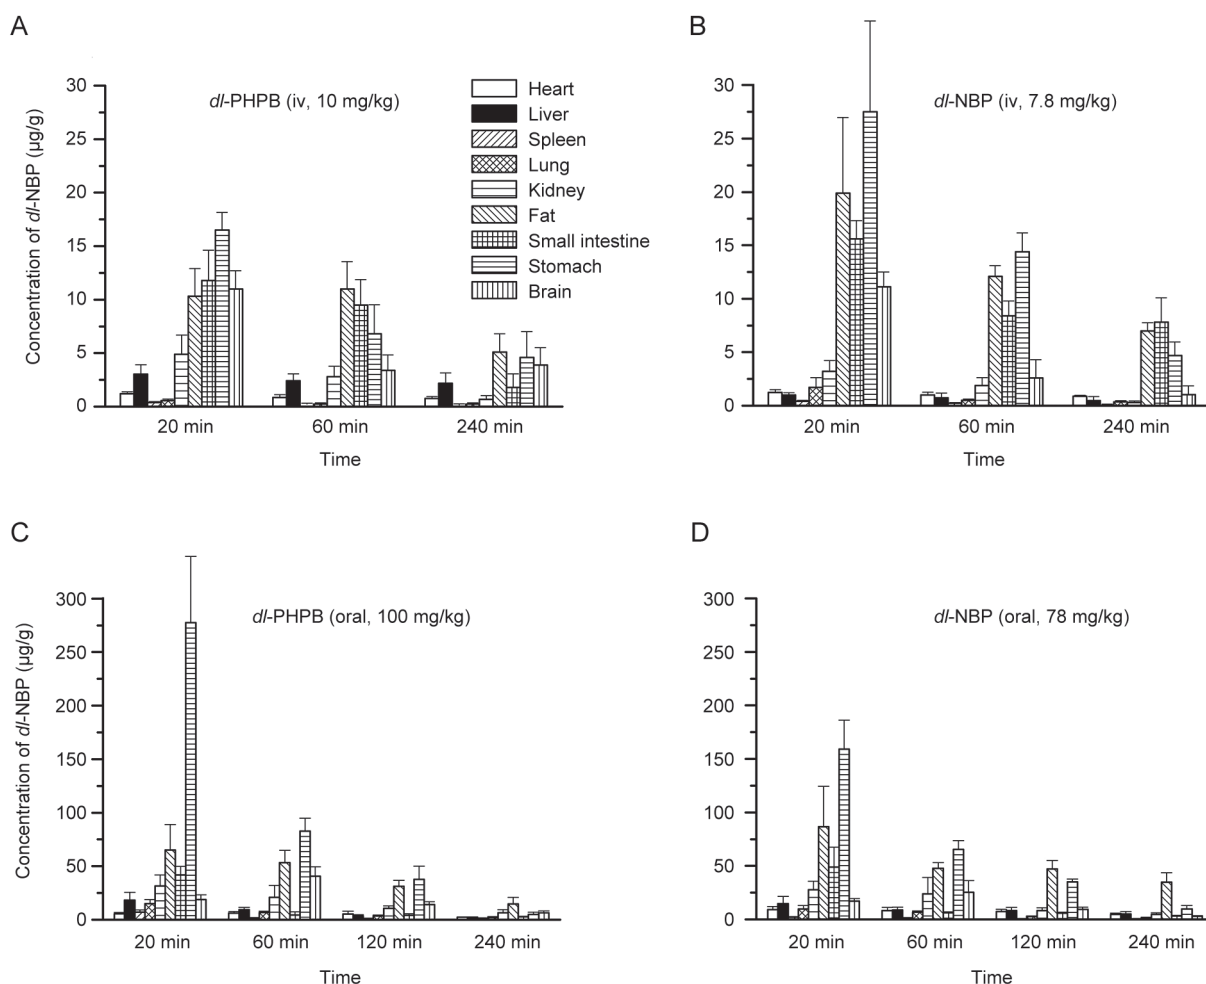 A
dl-PHPB (iv, 10 mg/kg)
Concentration of dl-NBP (µg/g)
30
25
20
15
10
5
0
20 min
60 min
240 min
Time
Heart
Liver
Spleen
Lung
Kidney
Fat
Small intestine
Stomach
Brain
B
dl-NBP (iv, 7.8 mg/kg)
30
25
20
15
10
5
0
20 min
60 min
240 min
Time
C
dl-PHPB (oral, 100 mg/kg)
Concentration of dl-NBP (µg/g)
300
250
200
150
100
50
0
20 min
60 min
120 min
240 min
Time
D
dl-NBP (oral, 78 mg/kg)
300
250
200
150
100
50
0
20 min
60 min
120 min
240 min
Time